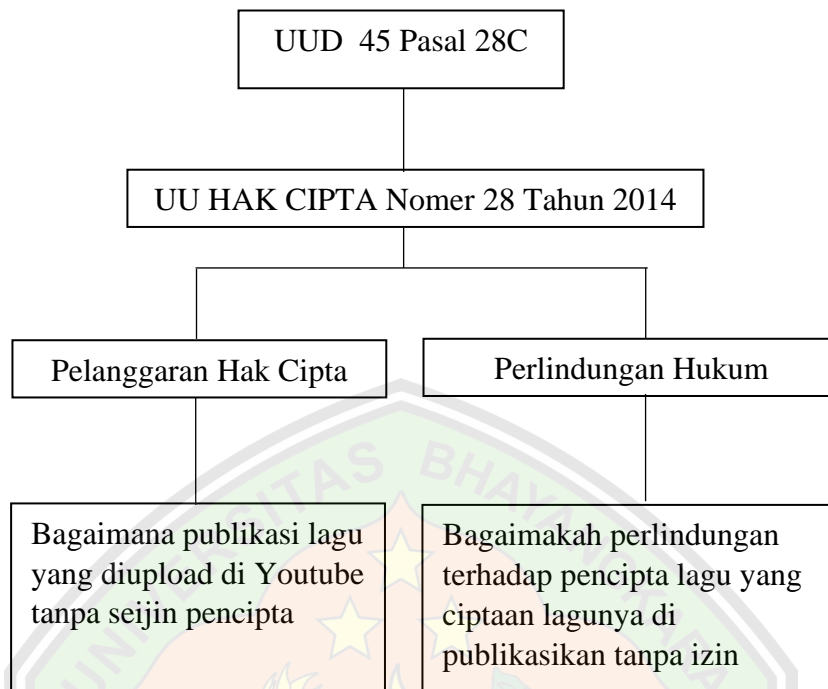 UUD 45 Pasal 28C
UU HAK CIPTA Nomer 28 Tahun 2014
Pelanggaran Hak Cipta
Perlindungan Hukum
Bagaimana publikasi lagu
yang diupload di Youtube
tanpa seijin pencipta
Bagaimakah perlindungan
terhadap pencipta lagu yang
ciptaan lagunya di
publikasikan tanpa izin
UNIVERSITAS BHAYANGKARA